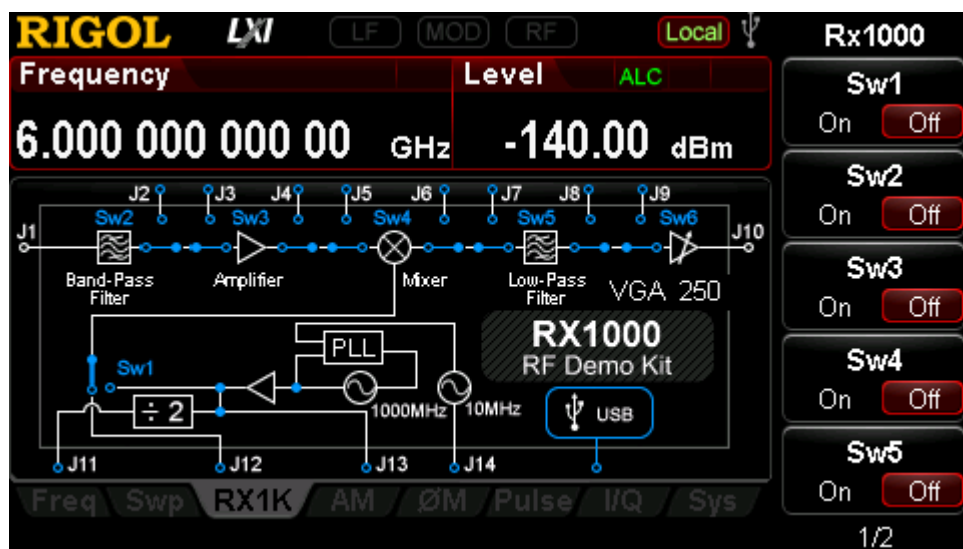 RIGOL LXI LF MOD RF Local Rx1000
Frequency Level ALC
Sw1
On Off
6.000 000 000 00 GHz -140.00 dBm
Sw2
On Off
J2 J3 J4 J5 J6 J7 J8 J9
J1 Sw2 Sw3 Sw4 Sw5 Sw6 J10
Band-Pass Filter Amplifier Mixer Low-Pass Filter VGA 250
Sw3
On Off
RX1000
RF Demo Kit
PLL
Sw1
Sw4
On Off
÷ 2 1000MHz 10MHz USB
J11 J12 J13 J14
Sw5
On Off
Freq Swp RX1K AM ØM Pulse I/Q Sys
1/2